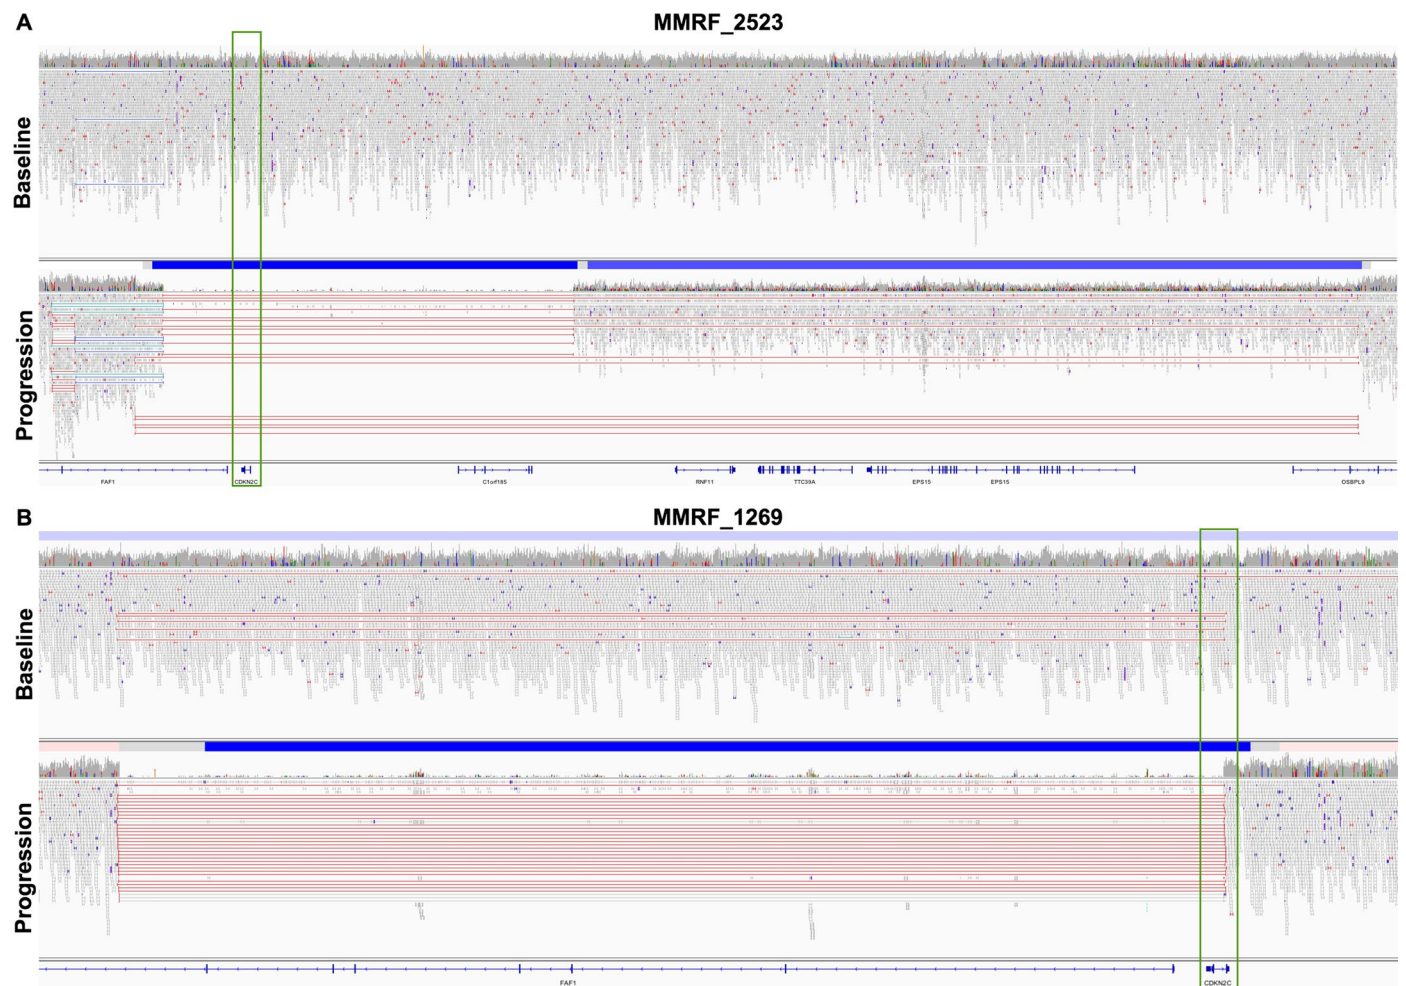 A
MMRF_2523
Baseline
Progression
FAF1
CDKN2C
C1orf185
RNF11
TTC39A
EPS15
EPS15
OSBPL9
B
MMRF_1269
Baseline
Progression
FAF1
CDKN2C